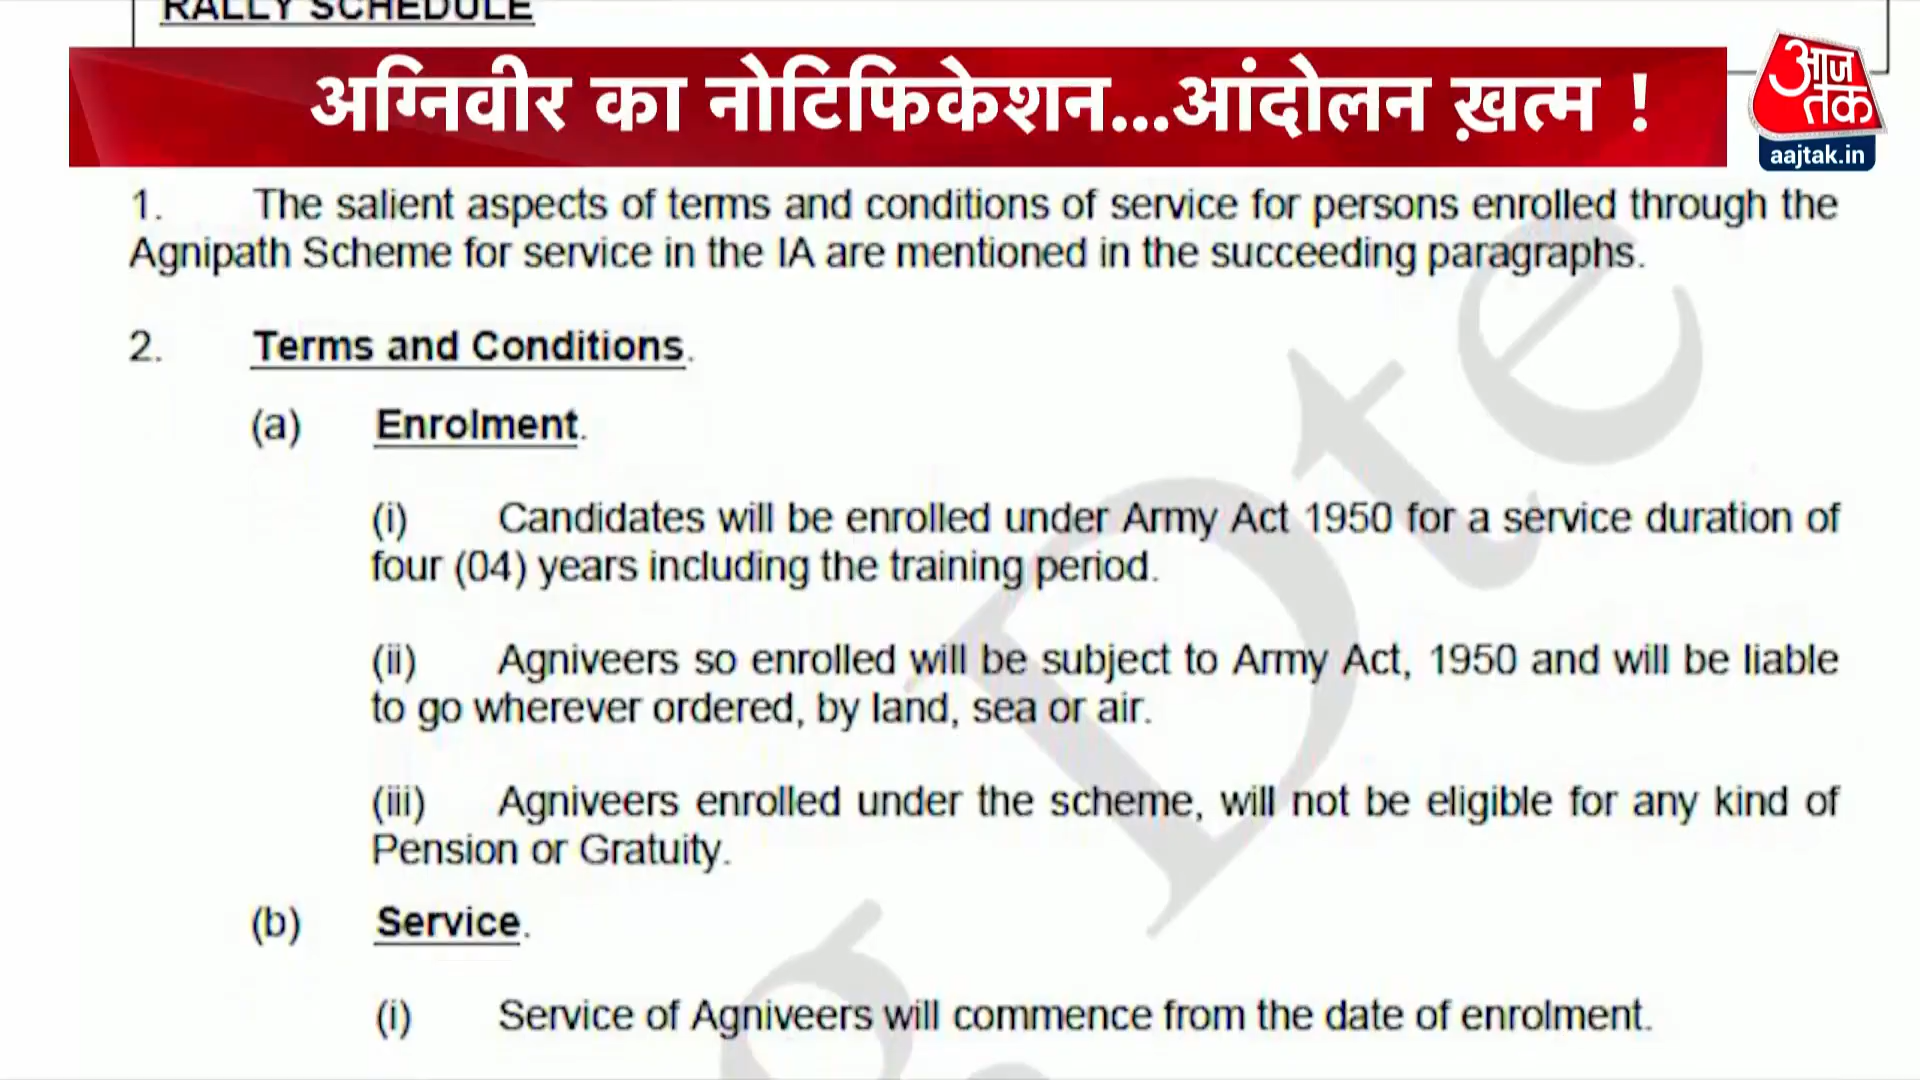 RALLY SCHEDULE
अग्निवीर का नोटिफिकेशन...आंदोलन ख़त्म !
आज
तक
aajtak.in
1. The salient aspects of terms and conditions of service for persons enrolled through the
Agnipath Scheme for service in the IA are mentioned in the succeeding paragraphs.
2. Terms and Conditions.
(a) Enrolment.
(i) Candidates will be enrolled under Army Act 1950 for a service duration of
four (04) years including the training period.
(ii) Agniveers so enrolled will be subject to Army Act, 1950 and will be liable
to go wherever ordered, by land, sea or air.
(iii) Agniveers enrolled under the scheme, will not be eligible for any kind of
Pension or Gratuity.
(b) Service.
(i) Service of Agniveers will commence from the date of enrolment.
g Dte